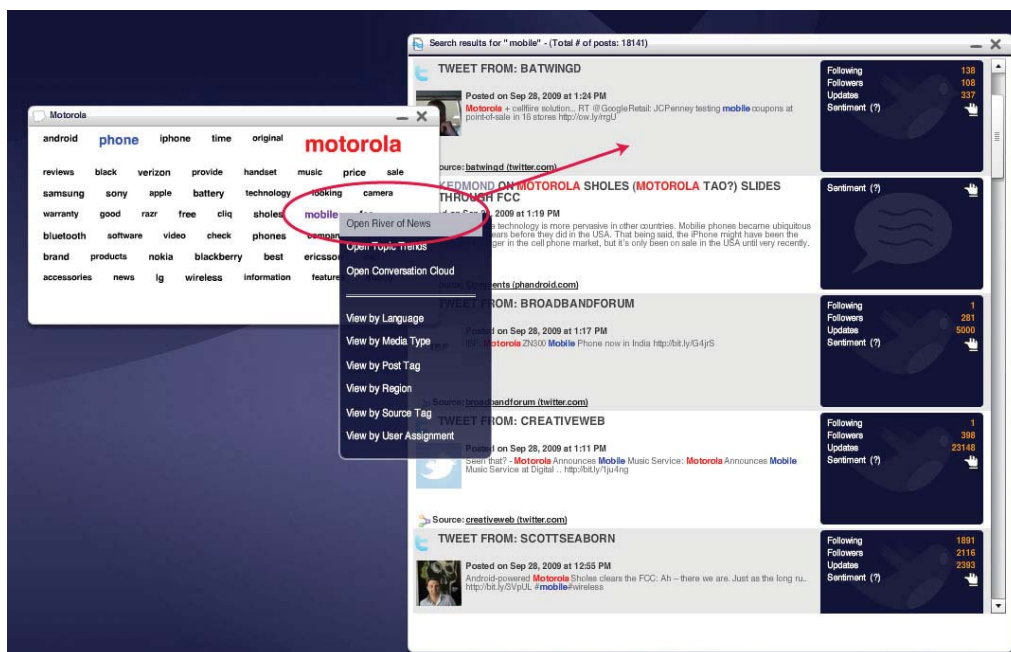 Search results for "mobile" - (Total # of posts: 18141)
TWEET FROM: BATWINGD
Posted on Sep 28, 2009 at 1:24 PM
Motorola + cellfire solution... RT @GoogleRetail: JCPenney testing mobile coupons at
point-of-sale in 16 stores http://ow.ly/rrgU
ource: batwingd (twitter.com)
Following 138
Followers 108
Updates 337
Sentiment (?)
Motorola
android phone iphone time original motorola
reviews black verizon provide handset music price sale
samsung sony apple battery technology looking camera
warranty good razr free cliq sholes mobile fcc
bluetooth software video check phones compan
brand products nokia blackberry best ericsson
accessories news lg wireless information feature
Open River of News
Open Topic Trends
Open Conversation Cloud
View by Language
View by Media Type
View by Post Tag
View by Region
View by Source Tag
View by User Assignment
KEDMOND ON MOTOROLA SHOLES (MOTOROLA TAO?) SLIDES
THROUGH FCC
2009 at 1:19 PM
technology is more pervasive in other countries. Mobilie phones became ubiquitous
ears before they did in the USA. That being said, the iPhone might have been the
ger in the cell phone market, but it's only been on sale in the USA until very recently.
Comments (phandroid.com)
Sentiment (?)
TWEET FROM: BROADBANDFORUM
Posted on Sep 28, 2009 at 1:17 PM
Motorola ZN300 Mobile Phone now in India http://bit.ly/G4jrS
Source: broadbandforum (twitter.com)
Following 1
Followers 281
Updates 5000
Sentiment (?)
TWEET FROM: CREATIVEWEB
Posted on Sep 28, 2009 at 1:11 PM
Seen that? - Motorola Announces Mobile Music Service: Motorola Announces Mobile
Music Service at Digital .. http://bit.ly/1ju4ng
Source: creativeweb (twitter.com)
Following 1
Followers 398
Updates 23148
Sentiment (?)
TWEET FROM: SCOTTSEABORN
Posted on Sep 28, 2009 at 12:55 PM
Android-powered Motorola Sholes clears the FCC: Ah – there we are. Just as the long ru..
http://bit.ly/SVpUL #mobile#wireless
Following 1891
Followers 2116
Updates 2393
Sentiment (?)